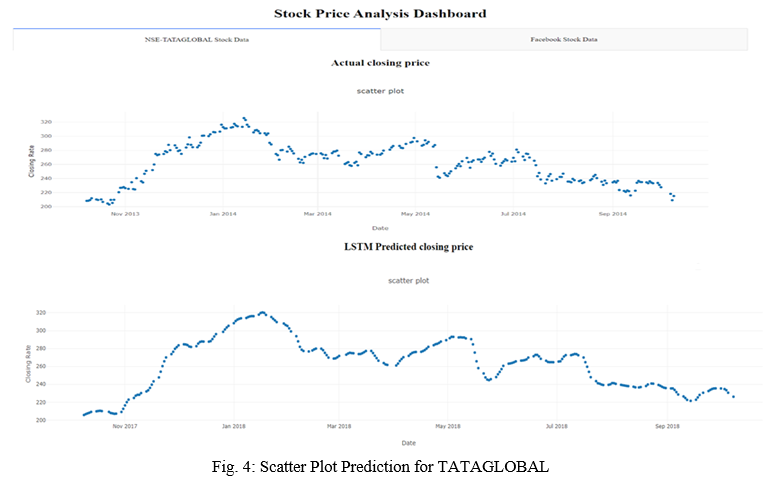 Stock Price Analysis Dashboard
NSE-TATAGLOBAL Stock Data
Facebook Stock Data
Actual closing price
scatter plot
320
300
280
260
240
220
200
Closing Rate
Nov 2013
Jan 2014
Mar 2014
May 2014
Jul 2014
Sep 2014
Date
LSTM Predicted closing price
scatter plot
320
300
280
260
240
220
200
Closing Rate
Nov 2017
Jan 2018
Mar 2018
May 2018
Jul 2018
Sep 2018
Date
Fig. 4: Scatter Plot Prediction for TATAGLOBAL